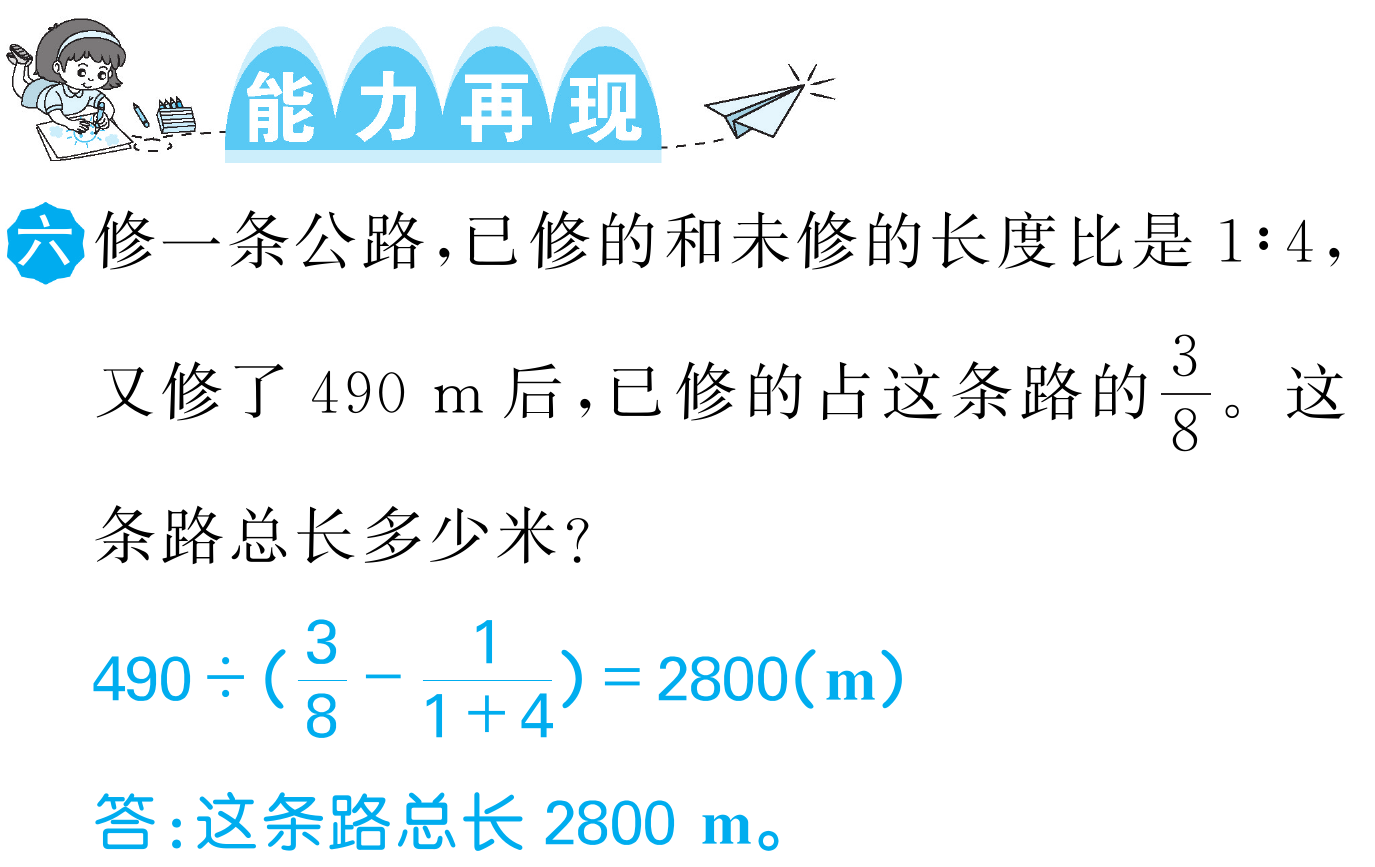 能力再现
六 修一条公路,已修的和未修的长度比是 1∶4,
又修了 490 m 后,已修的占这条路的 3/8。这
条路总长多少米?
490÷(3/8 − 1/(1+4))=2800(m)
答:这条路总长 2800 m。